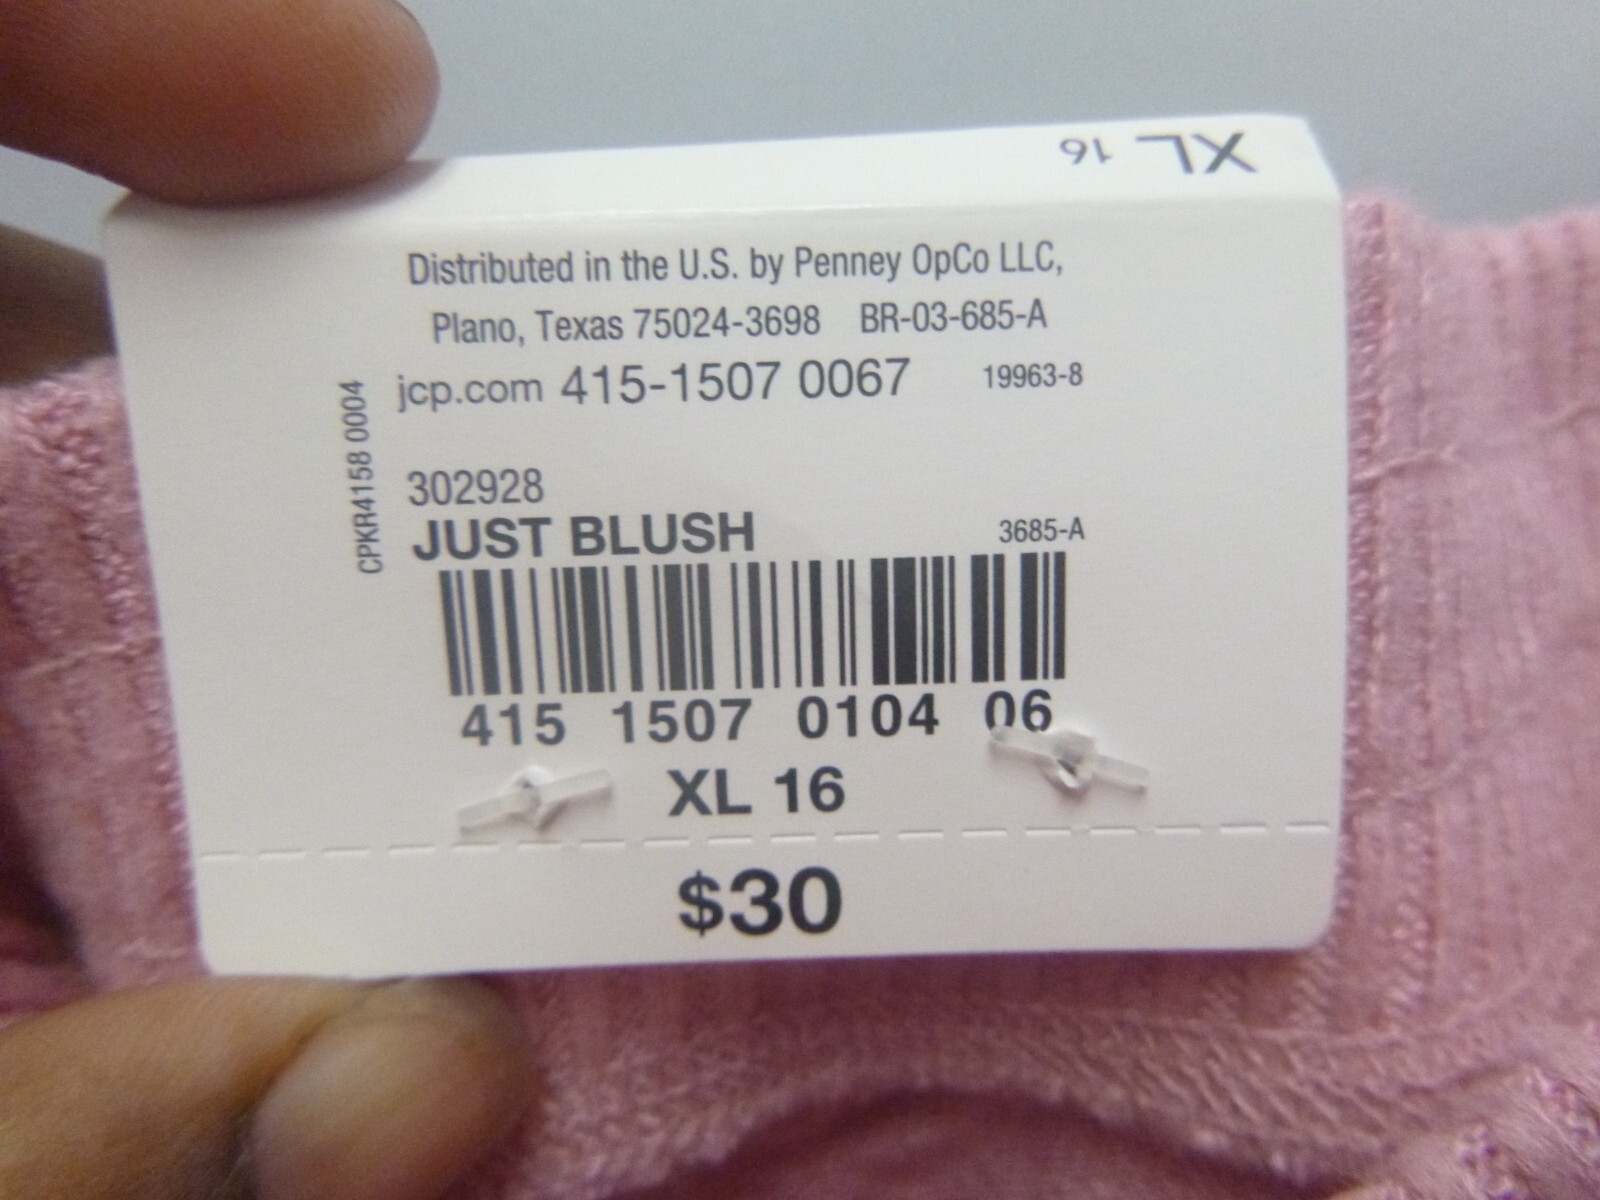 XL 16
Distributed in the U.S. by Penney OpCo LLC,
Plano, Texas 75024-3698 BR-03-685-A
jcp.com 415-1507 0067 19963-8
CPKR4158 0004
302928
JUST BLUSH 3685-A
415 1507 0104 06
XL 16
$30